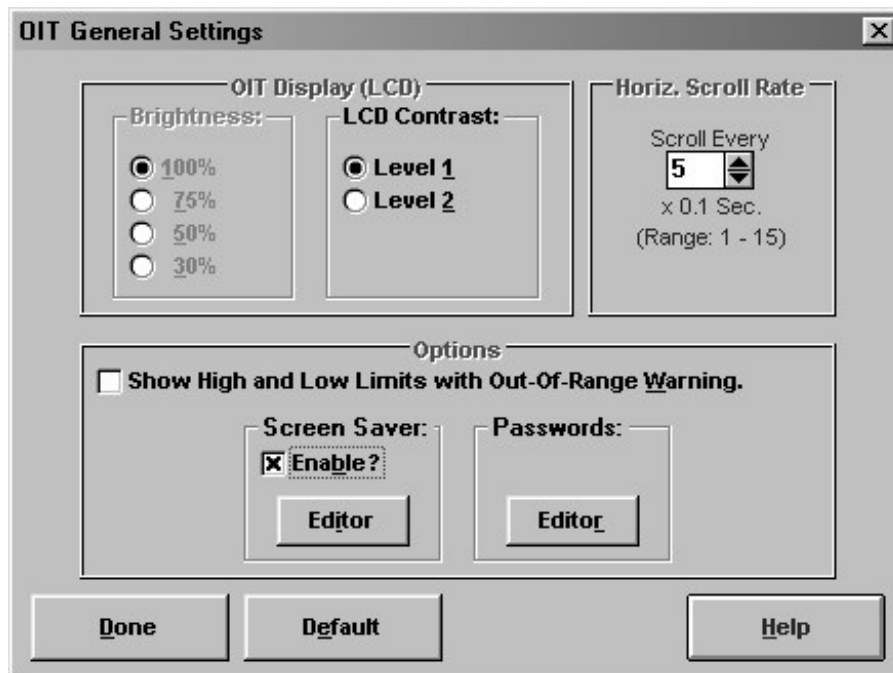 OIT General Settings
OIT Display (LCD)
Brightness:
100%
75%
50%
30%
LCD Contrast:
Level 1
Level 2
Horiz. Scroll Rate
Scroll Every
5
x 0.1 Sec.
(Range: 1 - 15)
Options
Show High and Low Limits with Out-Of-Range Warning.
Screen Saver:
Enable?
Editor
Passwords:
Editor
Done
Default
Help